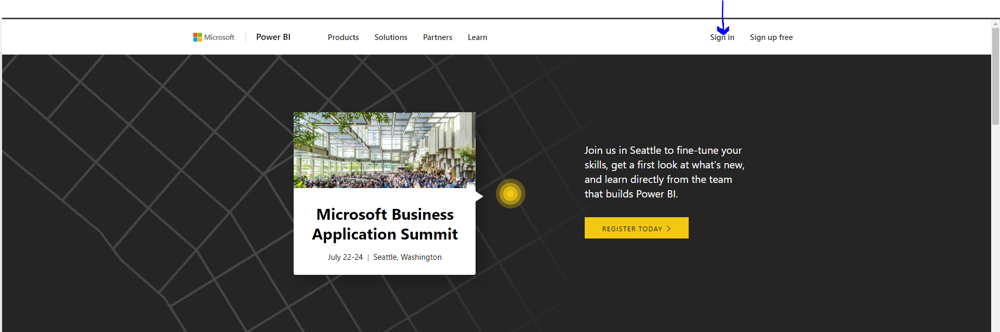 Microsoft Power BI Products Solutions Partners Learn Sign in Sign up free
Microsoft Business
Application Summit
July 22-24 | Seattle, Washington
Join us in Seattle to fine-tune your
skills, get a first look at what's new,
and learn directly from the team
that builds Power BI.
REGISTER TODAY